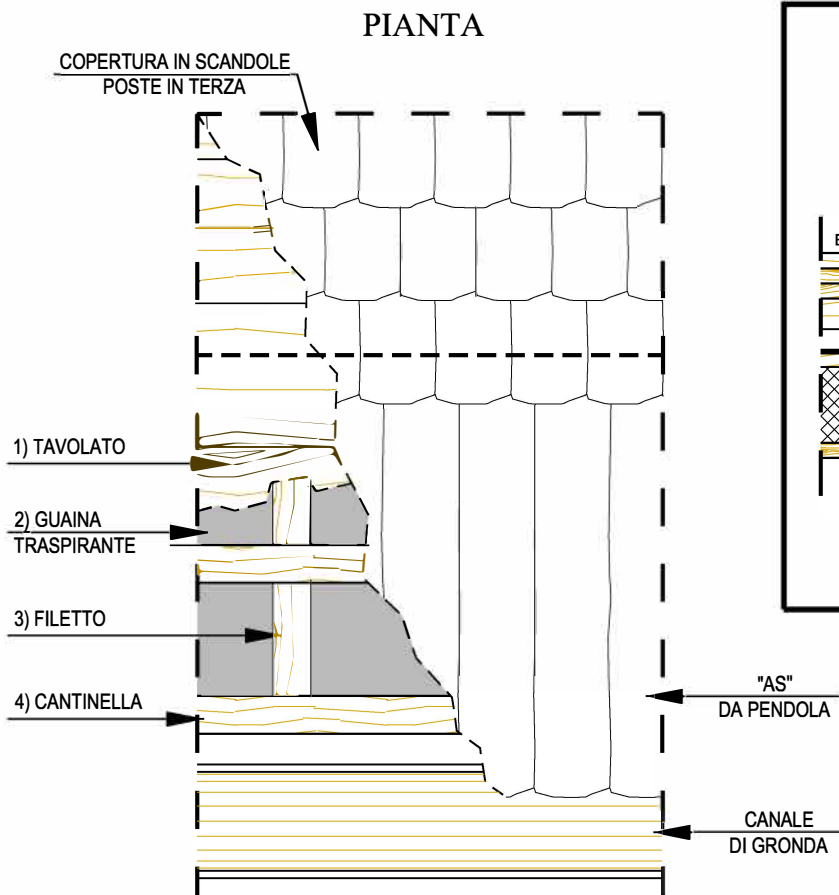 PIANTA
COPERTURA IN SCANDOLE
POSTE IN TERZA
1) TAVOLATO
2) GUAINA
TRASPIRANTE
3) FILETTO
4) CANTINELLA
"AS"
DA PENDOLA
CANALE
DI GRONDA